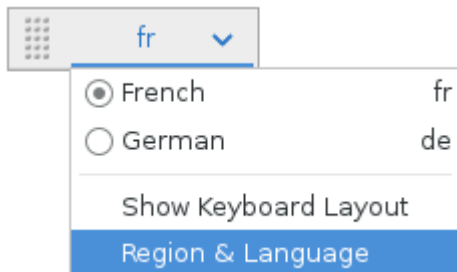 fr
French fr
German de
Show Keyboard Layout
Region & Language